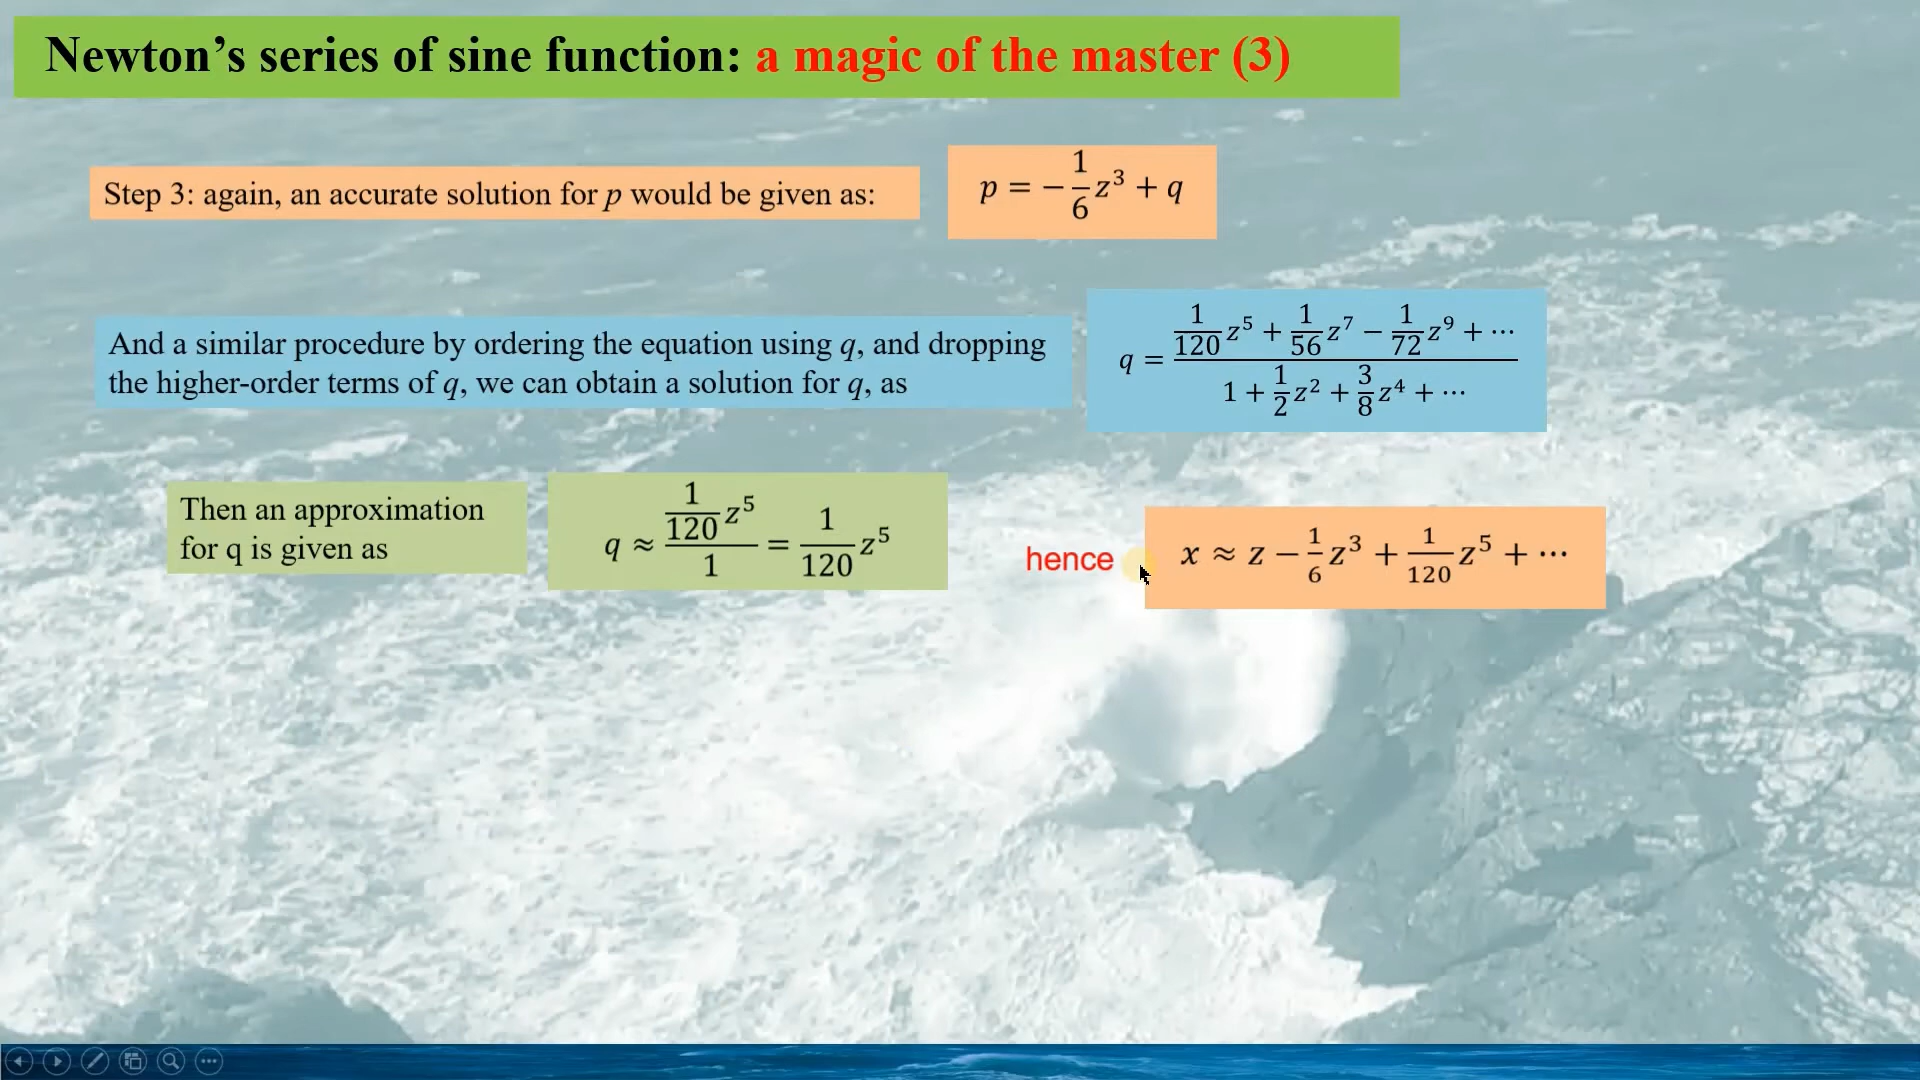 Newton’s series of sine function: a magic of the master (3)
Step 3: again, an accurate solution for p would be given as:
p = −1/6 z³ + q
And a similar procedure by ordering the equation using q, and dropping
the higher-order terms of q, we can obtain a solution for q, as
q = (1/120 z⁵ + 1/56 z⁷ − 1/72 z⁹ + ⋯) / (1 + 1/2 z² + 3/8 z⁴ + ⋯)
Then an approximation
for q is given as
q ≈ (1/120 z⁵) / 1 = 1/120 z⁵
hence
x ≈ z − 1/6 z³ + 1/120 z⁵ + ⋯